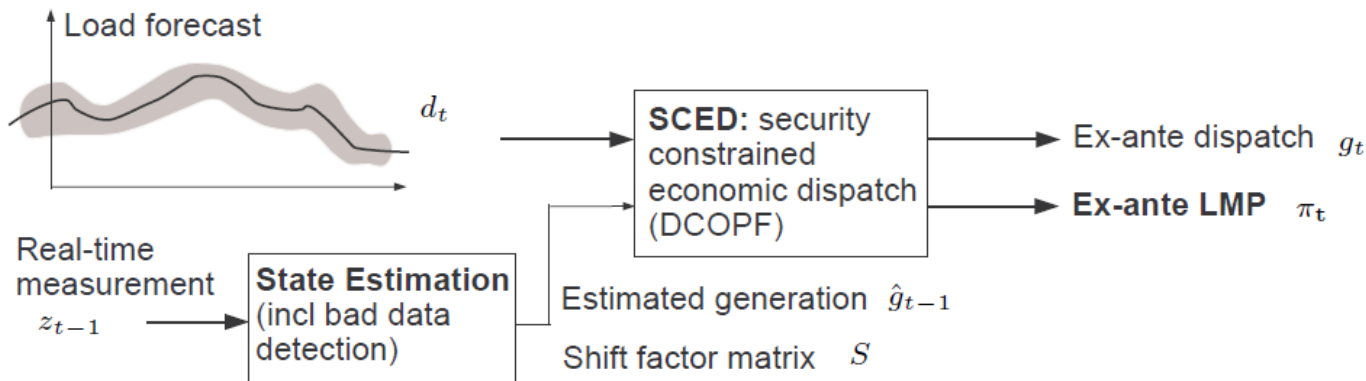 Load forecast
d_t
SCED: security
constrained
economic dispatch
(DCOPF)
Ex-ante dispatch g_t
Ex-ante LMP π_t
Real-time
measurement
z_{t−1}
State Estimation
(incl bad data
detection)
Estimated generation ĝ_{t−1}
Shift factor matrix S